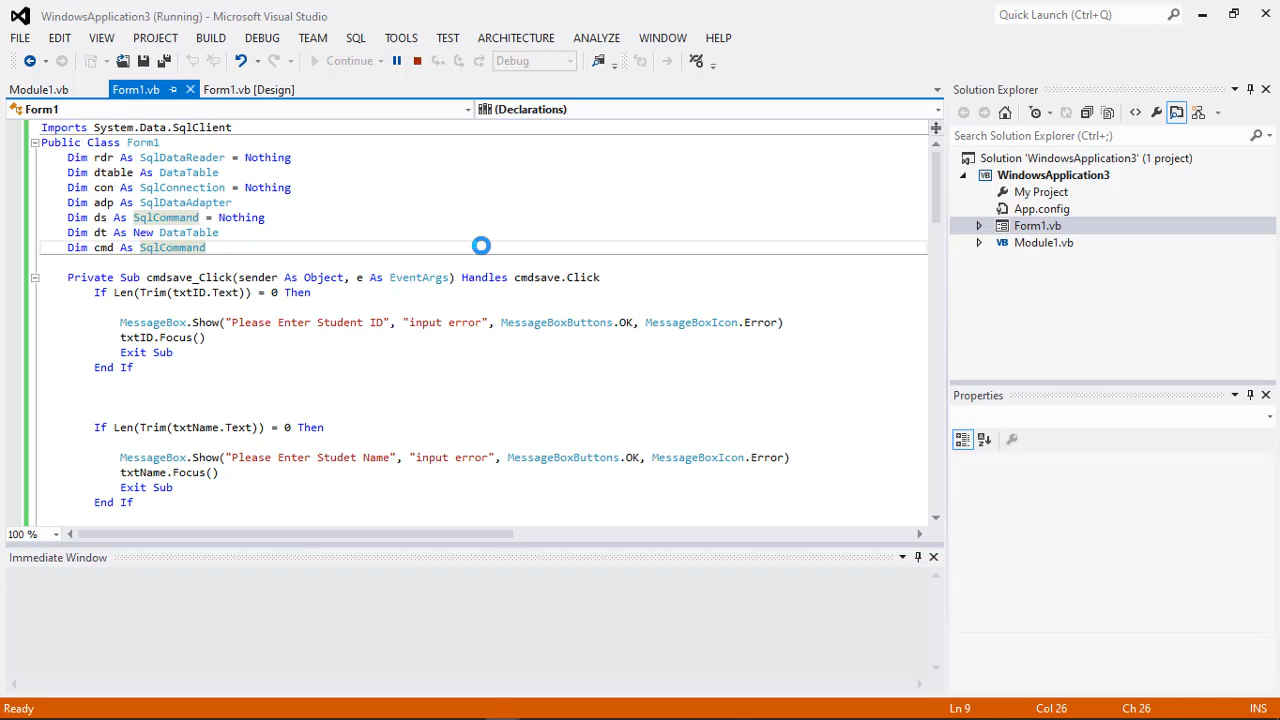 WindowsApplication3 (Running) - Microsoft Visual Studio
Quick Launch (Ctrl+Q)
FILE EDIT VIEW PROJECT BUILD DEBUG TEAM SQL TOOLS TEST ARCHITECTURE ANALYZE WINDOW HELP
Continue Debug
Module1.vb Form1.vb Form1.vb [Design]
Form1 (Declarations)
Imports System.Data.SqlClient
Public Class Form1
Dim rdr As SqlDataReader = Nothing
Dim dtable As DataTable
Dim con As SqlConnection = Nothing
Dim adp As SqlDataAdapter
Dim ds As SqlCommand = Nothing
Dim dt As New DataTable
Dim cmd As SqlCommand
Private Sub cmdsave_Click(sender As Object, e As EventArgs) Handles cmdsave.Click
If Len(Trim(txtID.Text)) = 0 Then
MessageBox.Show("Please Enter Student ID", "input error", MessageBoxButtons.OK, MessageBoxIcon.Error)
txtID.Focus()
Exit Sub
End If
If Len(Trim(txtName.Text)) = 0 Then
MessageBox.Show("Please Enter Studet Name", "input error", MessageBoxButtons.OK, MessageBoxIcon.Error)
txtName.Focus()
Exit Sub
End If
100 %
Immediate Window
Solution Explorer
Search Solution Explorer (Ctrl+;)
Solution 'WindowsApplication3' (1 project)
VB WindowsApplication3
My Project
App.config
Form1.vb
VB Module1.vb
Properties
Ready Ln 9 Col 26 Ch 26 INS